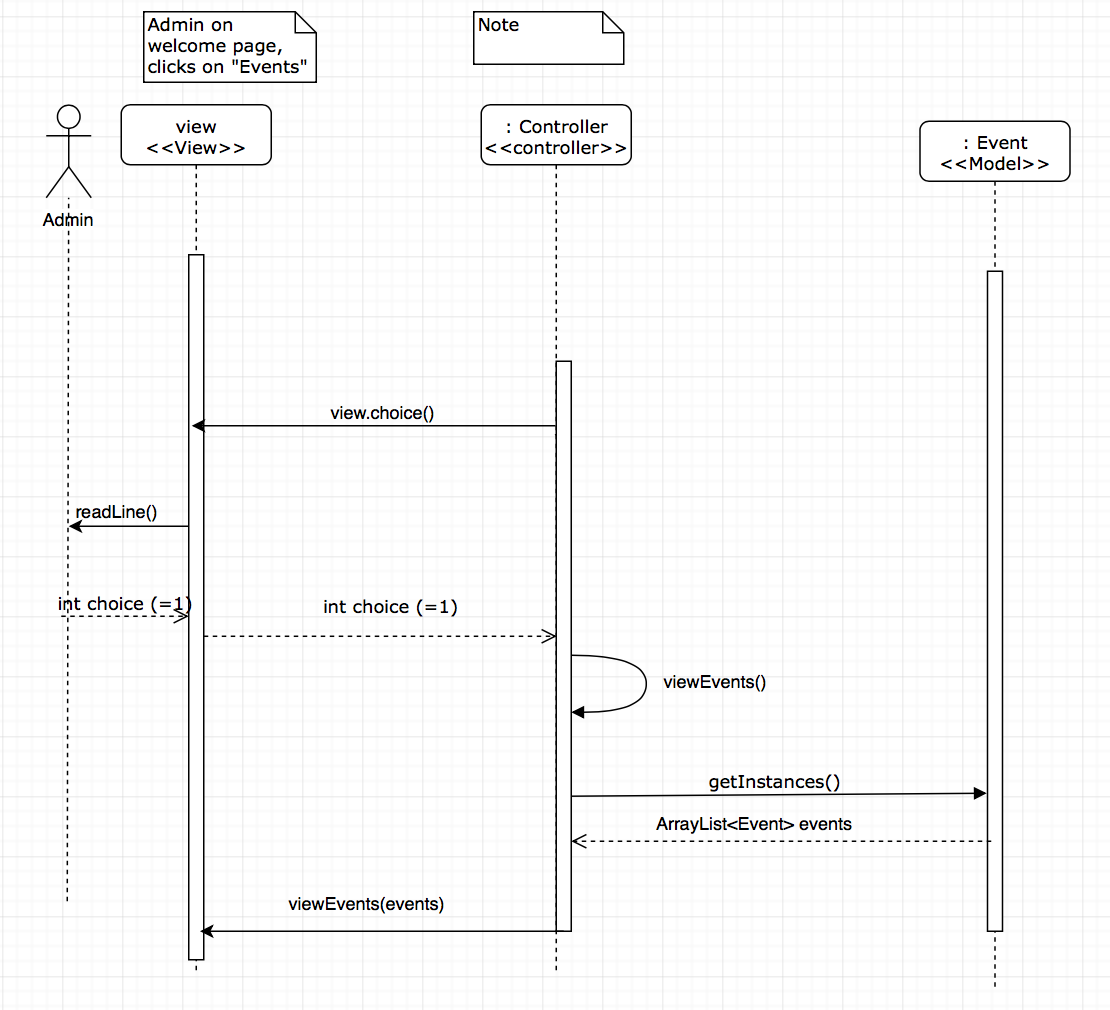 Admin on
welcome page,
clicks on "Events"
Note
view
<<View>>
: Controller
<<controller>>
: Event
<<Model>>
Admin
view.choice()
readLine()
int choice (=1)
int choice (=1)
viewEvents()
getInstances()
ArrayList<Event> events
viewEvents(events)